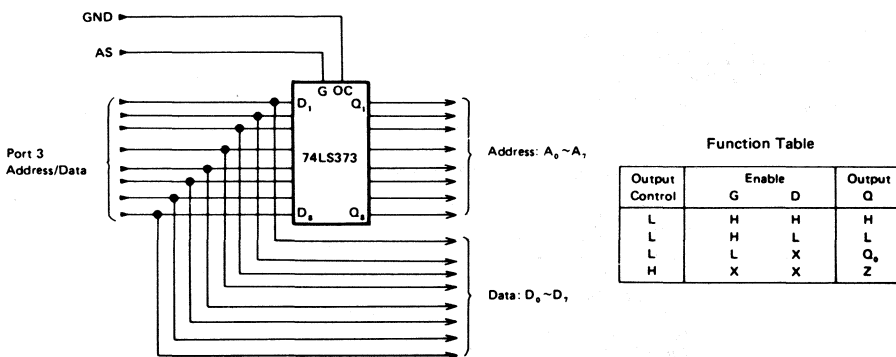 GND
AS
G OC
D₁ Q₁
Port 3
Address/Data
74LS373
Address: A₀~A₇
D₈ Q₈
Data: D₀~D₇
Function Table
Output Control Enable G D Output Q
L H H H
L H L L
L L X Q₀
H X X Z